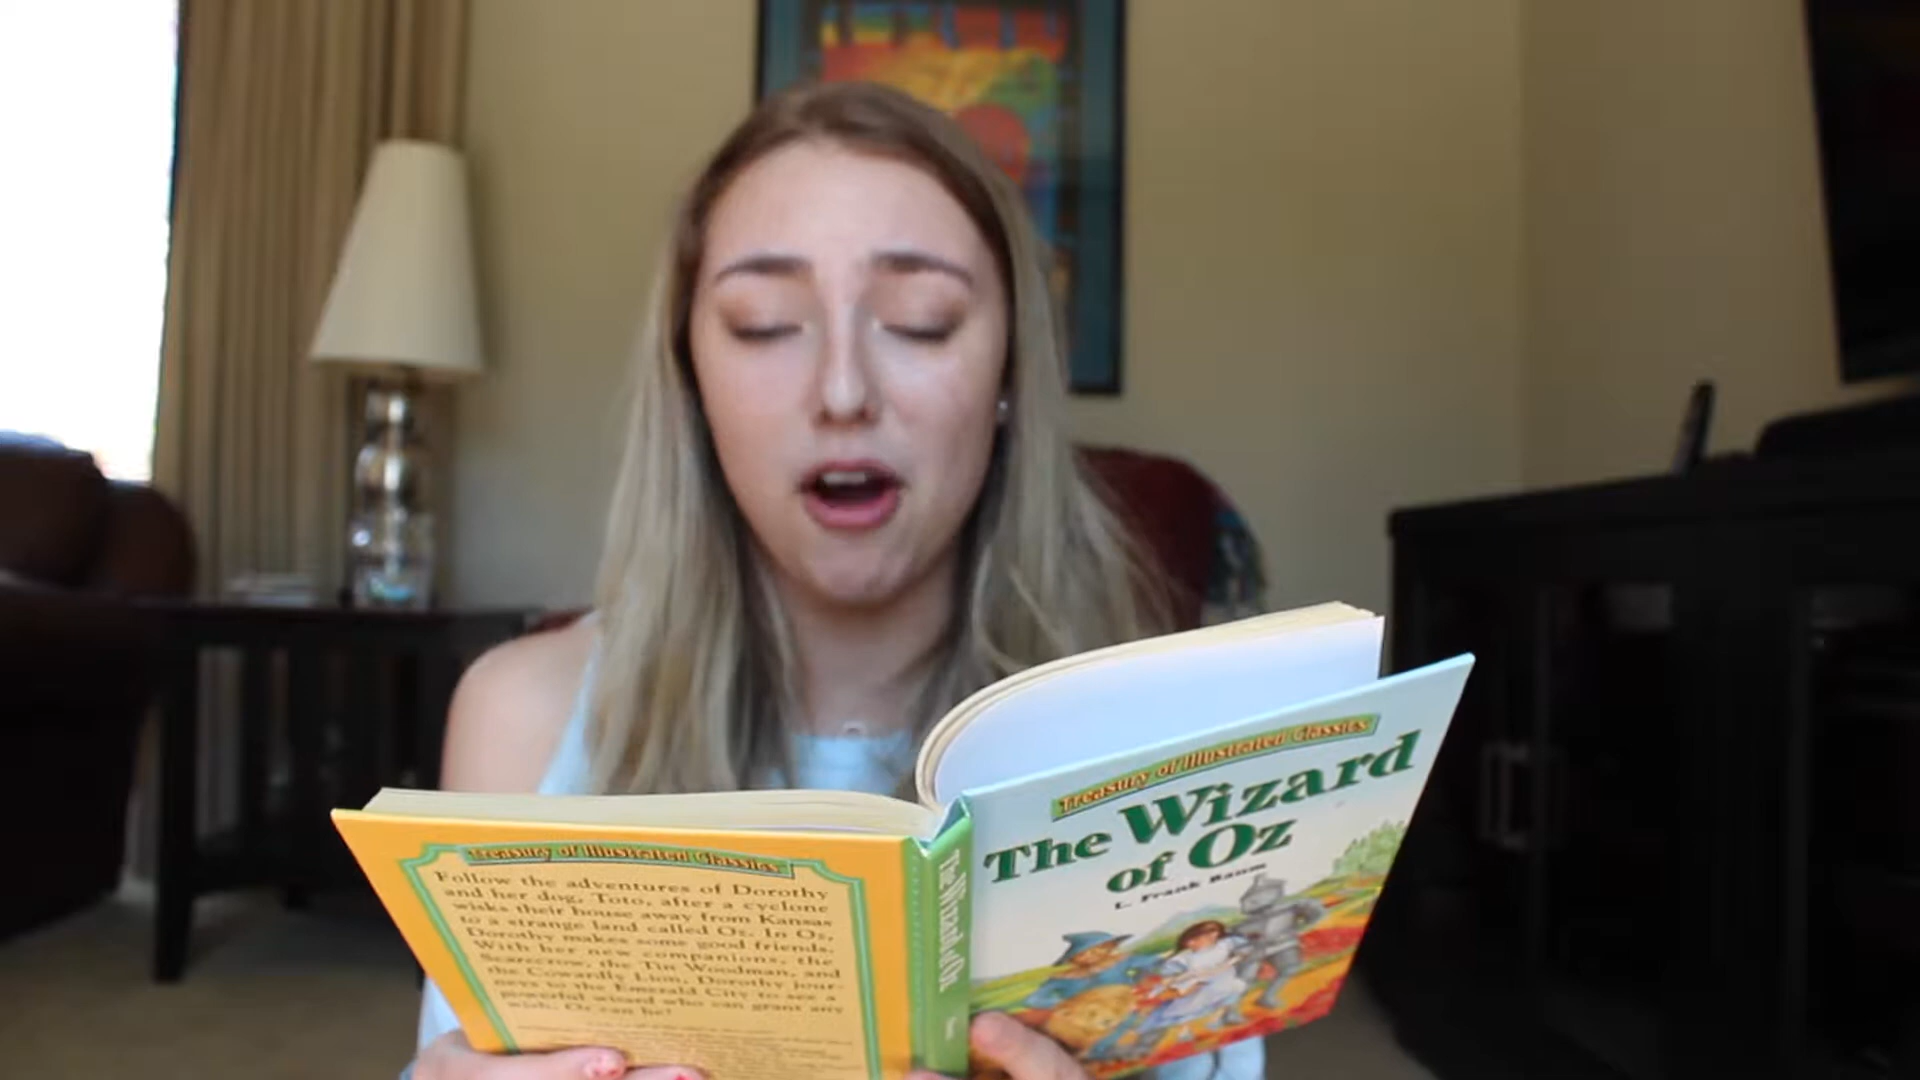 Treasury of Illustrated Classics
Follow the adventures of Dorothy
and her dog, Toto, after a cyclone
wisks their house away from Kansas
to a strange land called Oz. In Oz,
Dorothy makes some good friends.
With her new companions, the
Scarecrow, the Tin Woodman, and
the Cowardly Lion, Dorothy jour-
neys to the Emerald City to see a
powerful wizard who can grant any
wish. Or can he?
The Wizard of Oz
Treasury of Illustrated Classics
The Wizard
of Oz
L. Frank Baum